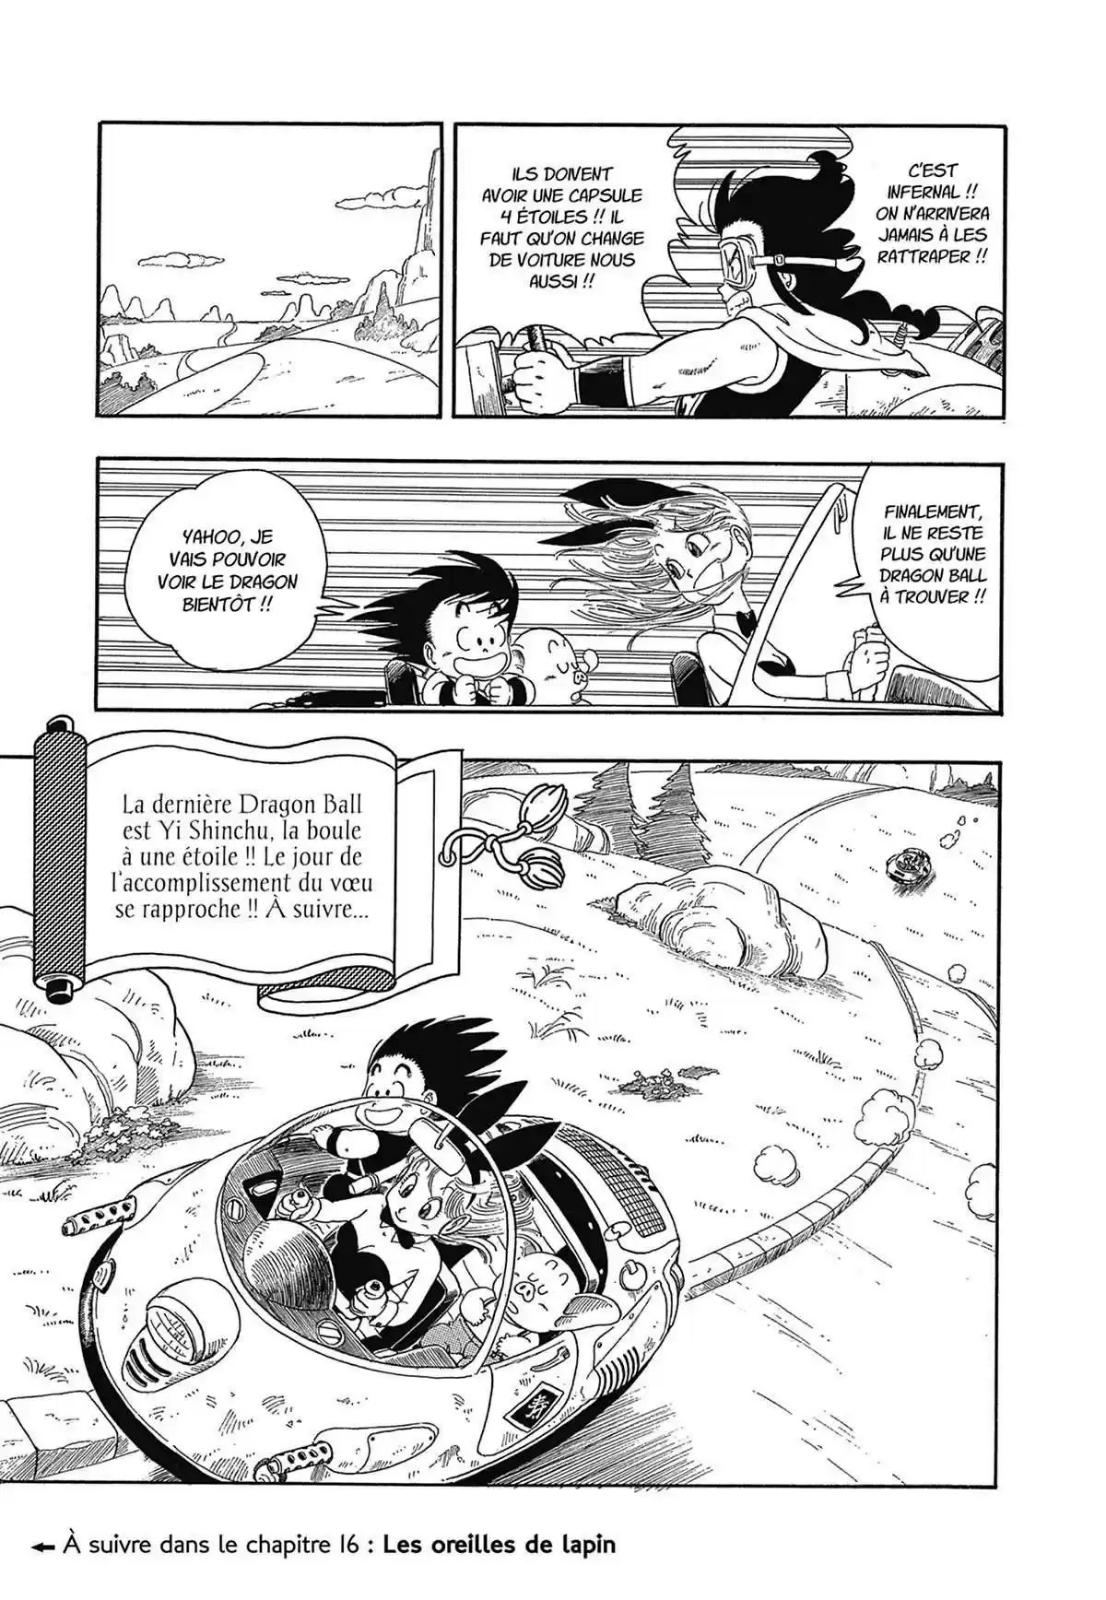 C'EST
INFERNAL !!
ON N'ARRIVERA
JAMAIS À LES
RATTRAPER !!
ILS DOIVENT
AVOIR UNE CAPSULE
4 ÉTOILES !! IL
FAUT QU'ON CHANGE
DE VOITURE NOUS
AUSSI !!
FINALEMENT,
IL NE RESTE
PLUS QU'UNE
DRAGON BALL
À TROUVER !!
YAHOO, JE
VAIS POUVOIR
VOIR LE DRAGON
BIENTÔT !!
La dernière Dragon Ball
est Yi Shinchu, la boule
à une étoile !! Le jour de
l'accomplissement du vœu
se rapproche !! À suivre...
À suivre dans le chapitre 16 : Les oreilles de lapin